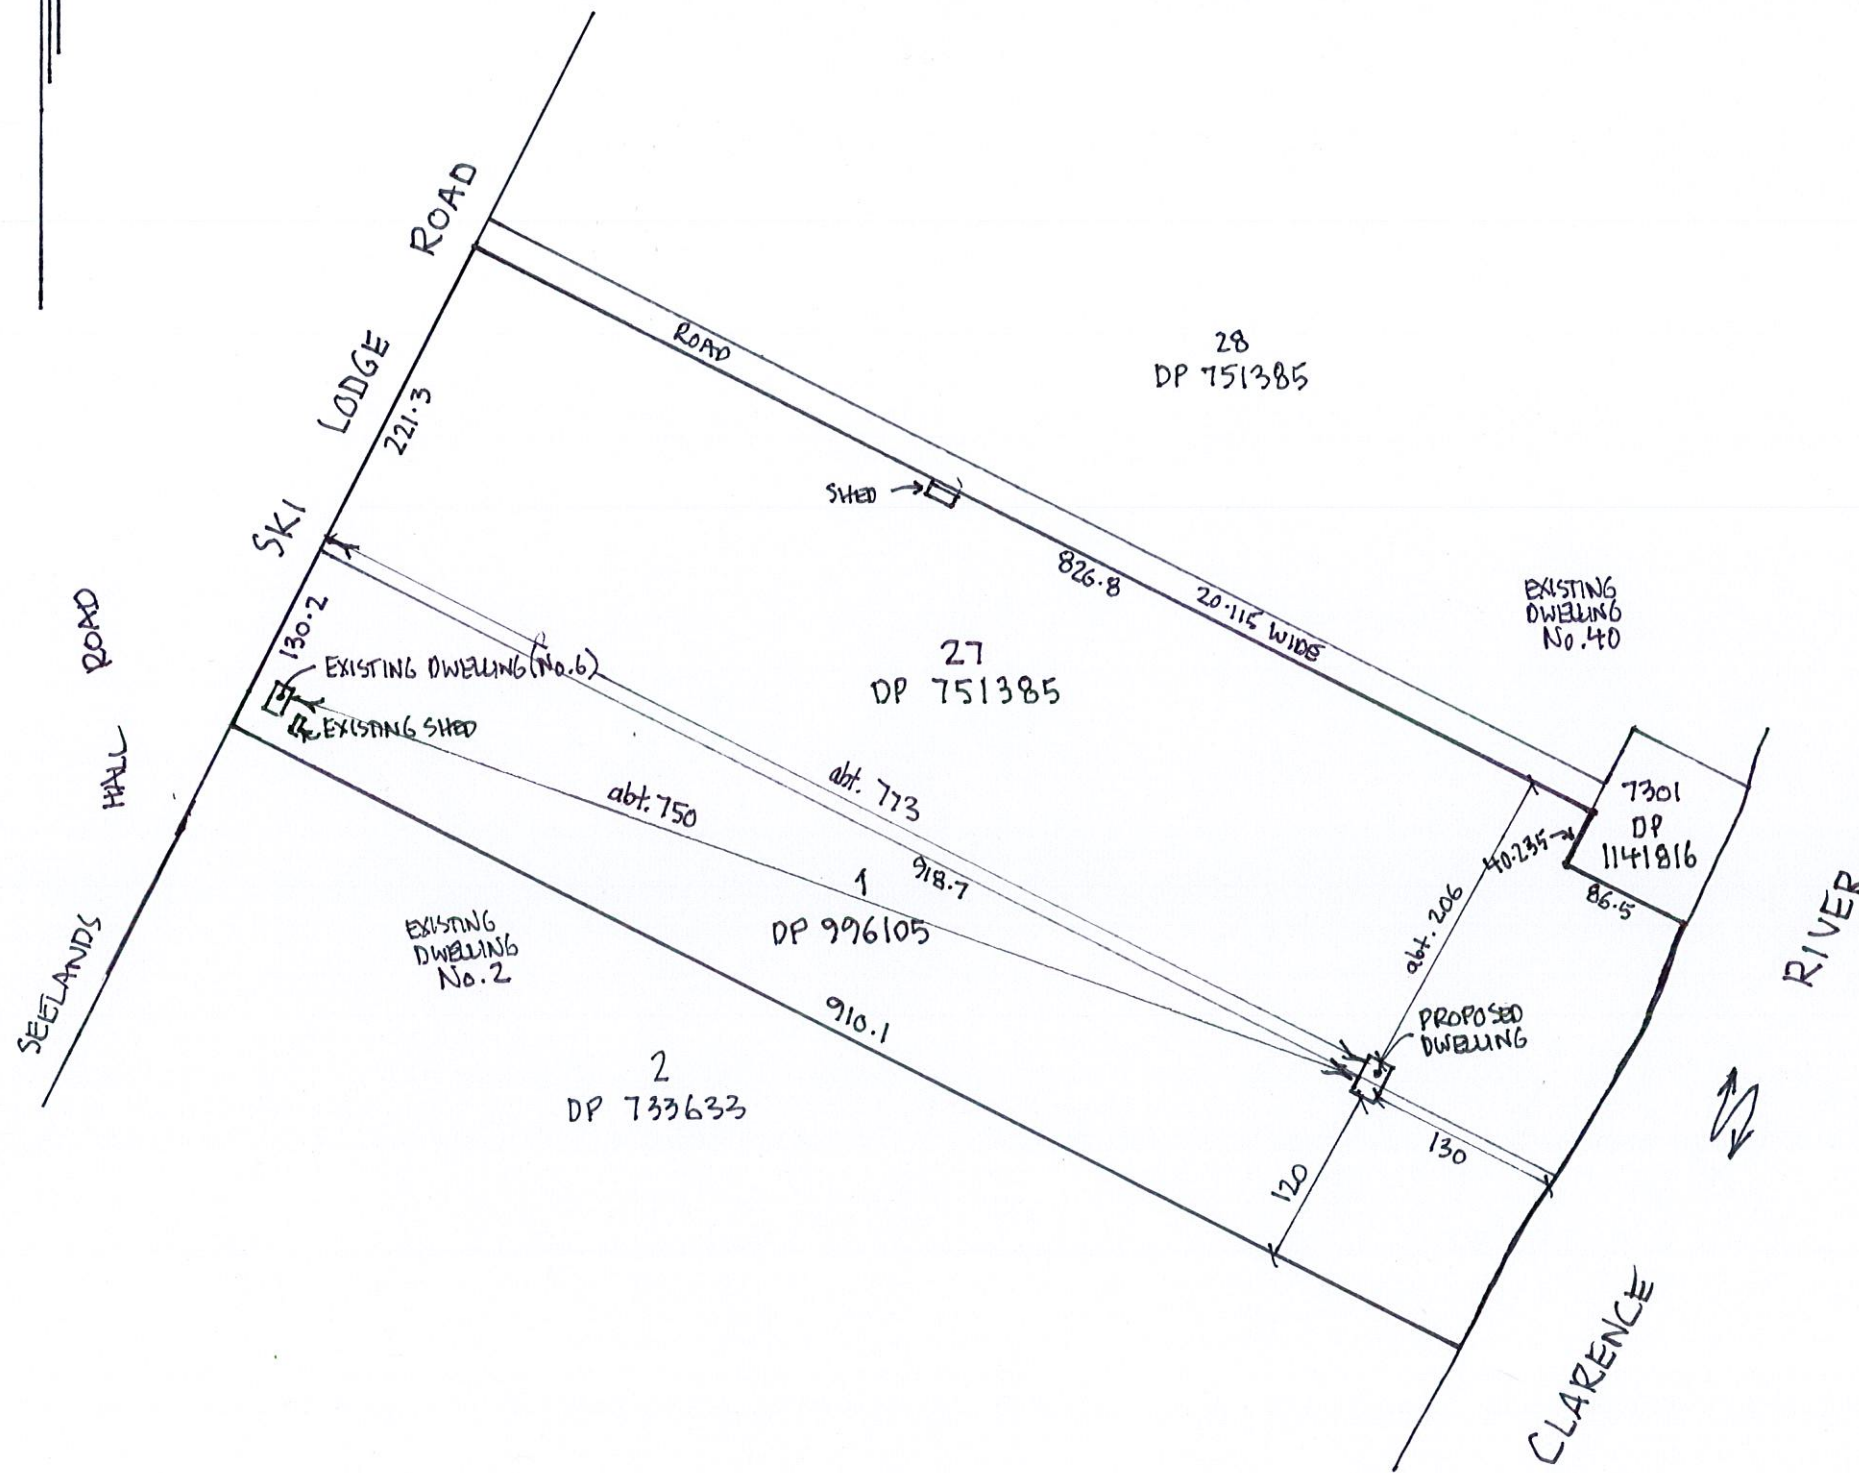 ROAD
LODGE
SKI
221.3
ROAD
28
DP 751385
SHED
826.8
20.115 WIDE
EXISTING
DWELLING
No.40
130.2
EXISTING DWELLING (No.6)
EXISTING SHED
27
DP 751385
SEELANDS HALL ROAD
abt. 750
abt. 773
918.7
1
DP 996105
7301
DP
1141816
40.235
86.5
abt. 206
EXISTING
DWELLING
No.2
910.1
2
DP 733633
PROPOSED
DWELLING
130
120
CLARENCE RIVER